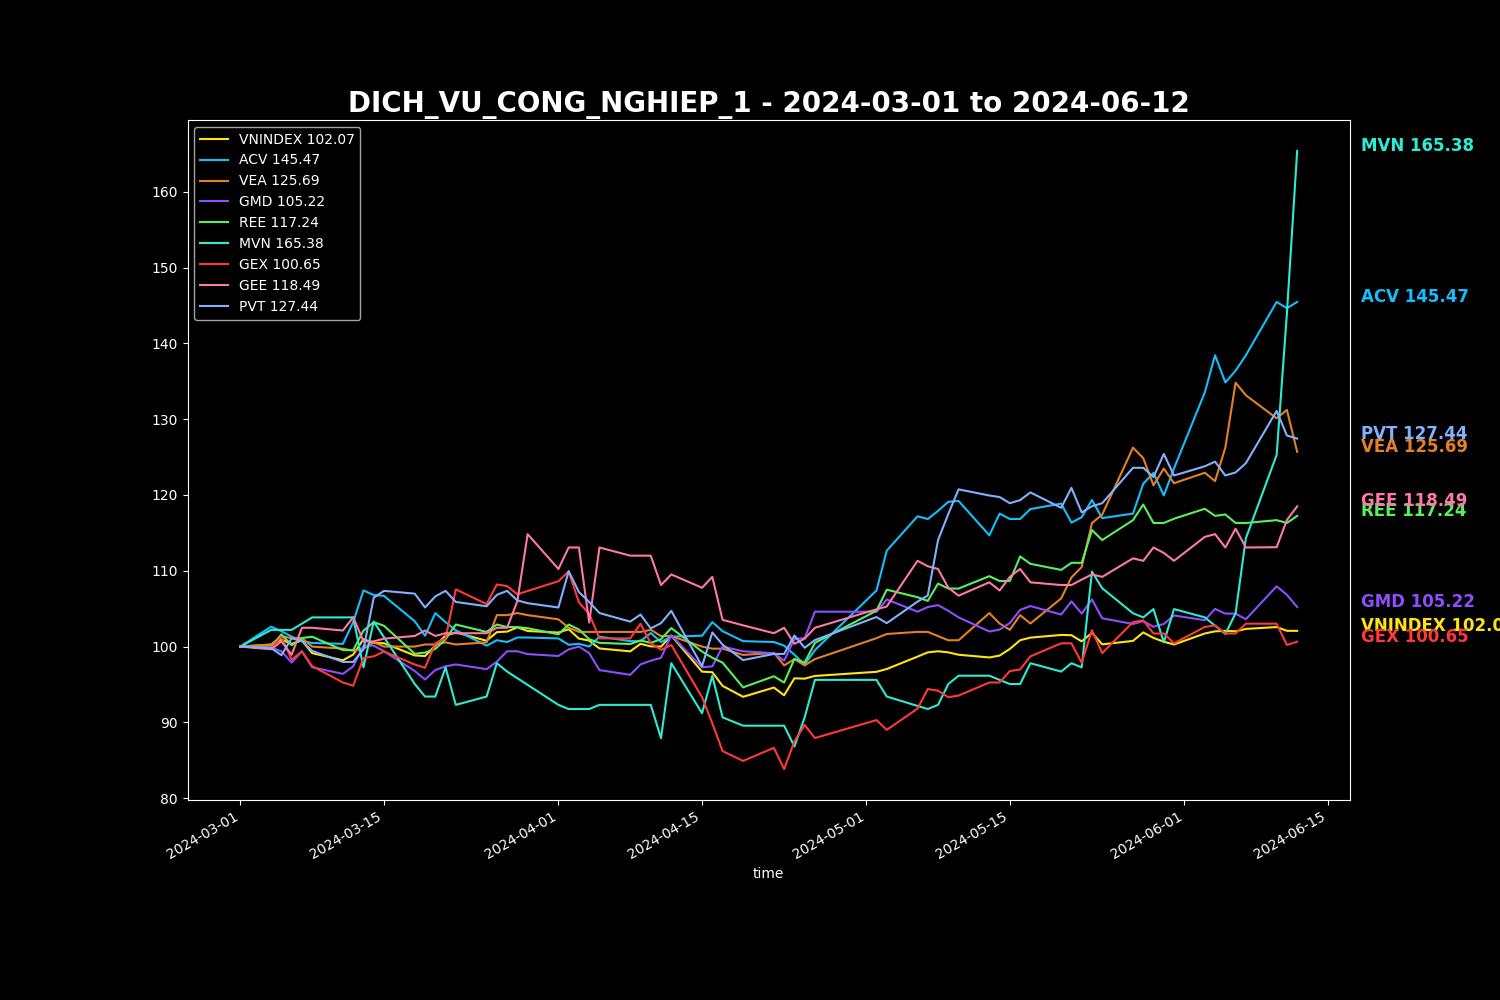 DICH_VU_CONG_NGHIEP_1 - 2024-03-01 to 2024-06-12
VNINDEX 102.07
ACV 145.47
VEA 125.69
GMD 105.22
REE 117.24
MVN 165.38
GEX 100.65
GEE 118.49
PVT 127.44
160
150
140
130
120
110
100
90
80
MVN 165.38
ACV 145.47
PVT 127.44
VEA 125.69
GEE 118.49
REE 117.24
GMD 105.22
VNINDEX 102.0
GEX 100.65
2024-03-01
2024-03-15
2024-04-01
2024-04-15
2024-05-01
2024-05-15
2024-06-01
2024-06-15
time